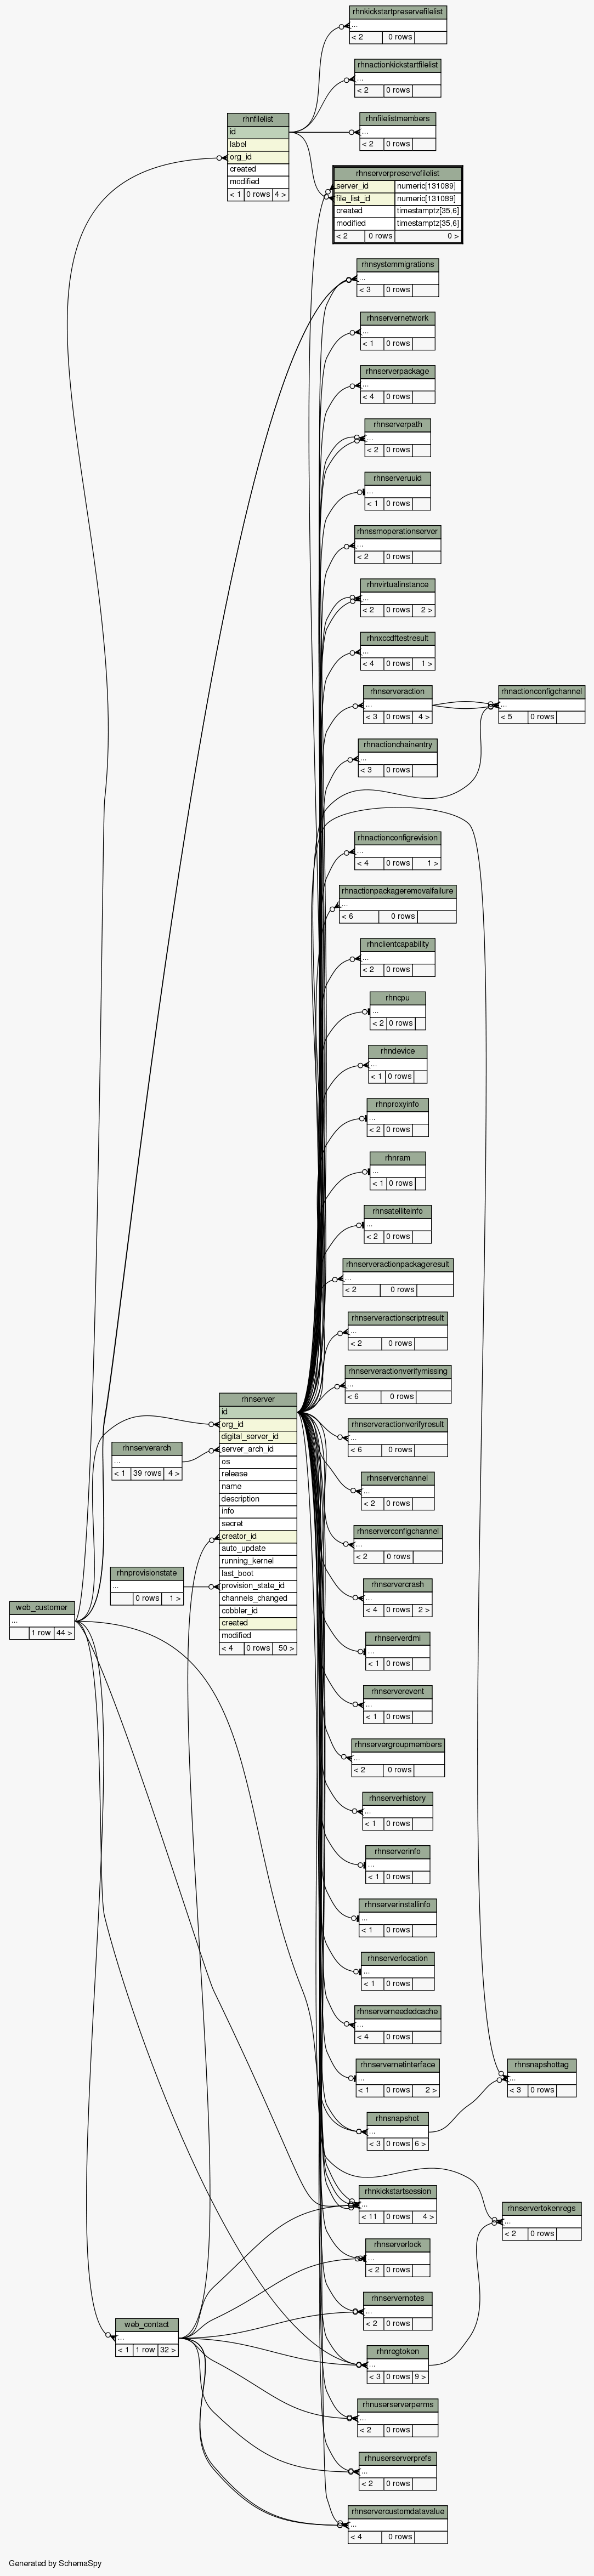 rhnkickstartpreservefilelist
...
< 2 0 rows
rhnactionkickstartfilelist
...
< 2 0 rows
rhnfilelist
id
label
org_id
created
modified
< 1 0 rows 4 >
rhnfilelistmembers
...
< 2 0 rows
rhnserverpreservefilelist
server_id numeric[131089]
file_list_id numeric[131089]
created timestamptz[35,6]
modified timestamptz[35,6]
< 2 0 rows 0 >
rhnsystemmigrations
...
< 3 0 rows
rhnservernetwork
...
< 1 0 rows
rhnserverpackage
...
< 4 0 rows
rhnserverpath
...
< 2 0 rows
rhnserveruuid
...
< 1 0 rows
rhnssmoperationserver
...
< 2 0 rows
rhnvirtualinstance
...
< 2 0 rows 2 >
rhnxccdftestresult
...
< 4 0 rows 1 >
rhnserveraction
...
< 3 0 rows 4 >
rhnactionconfigchannel
...
< 5 0 rows
rhnactionchainentry
...
< 3 0 rows
rhnactionconfigrevision
...
< 4 0 rows 1 >
rhnactionpackageremovalfailure
...
< 6 0 rows
rhnclientcapability
...
< 2 0 rows
rhncpu
...
< 2 0 rows
rhndevice
...
< 1 0 rows
rhnproxyinfo
...
< 2 0 rows
rhnram
...
< 1 0 rows
rhnsatelliteinfo
...
< 2 0 rows
rhnserveractionpackageresult
...
< 2 0 rows
rhnserveractionscriptresult
...
< 2 0 rows
rhnserveractionverifymissing
...
< 6 0 rows
rhnserver
id
org_id
digital_server_id
server_arch_id
os
release
name
description
info
secret
creator_id
auto_update
running_kernel
last_boot
provision_state_id
channels_changed
cobbler_id
created
modified
< 4 0 rows 50 >
rhnserverarch
...
< 1 39 rows 4 >
rhnprovisionstate
...
0 rows 1 >
web_customer
...
1 row 44 >
rhnserveractionverifyresult
...
< 6 0 rows
rhnserverchannel
...
< 2 0 rows
rhnserverconfigchannel
...
< 2 0 rows
rhnservercrash
...
< 4 0 rows 2 >
rhnserverdmi
...
< 1 0 rows
rhnserverevent
...
< 1 0 rows
rhnservergroupmembers
...
< 2 0 rows
rhnserverhistory
...
< 1 0 rows
rhnserverinfo
...
< 1 0 rows
rhnserverinstallinfo
...
< 1 0 rows
rhnserverlocation
...
< 1 0 rows
rhnserverneededcache
...
< 4 0 rows
rhnservernetinterface
...
< 1 0 rows 2 >
rhnsnapshottag
...
< 3 0 rows
rhnsnapshot
...
< 3 0 rows 6 >
rhnkickstartsession
...
< 11 0 rows 4 >
rhnservertokenregs
...
< 2 0 rows
rhnserverlock
...
< 2 0 rows
rhnservernotes
...
< 2 0 rows
web_contact
...
< 1 1 row 32 >
rhnregtoken
...
< 3 0 rows 9 >
rhnuserserverperms
...
< 2 0 rows
rhnuserserverprefs
...
< 2 0 rows
rhnservercustomdatavalue
...
< 4 0 rows
Generated by SchemaSpy